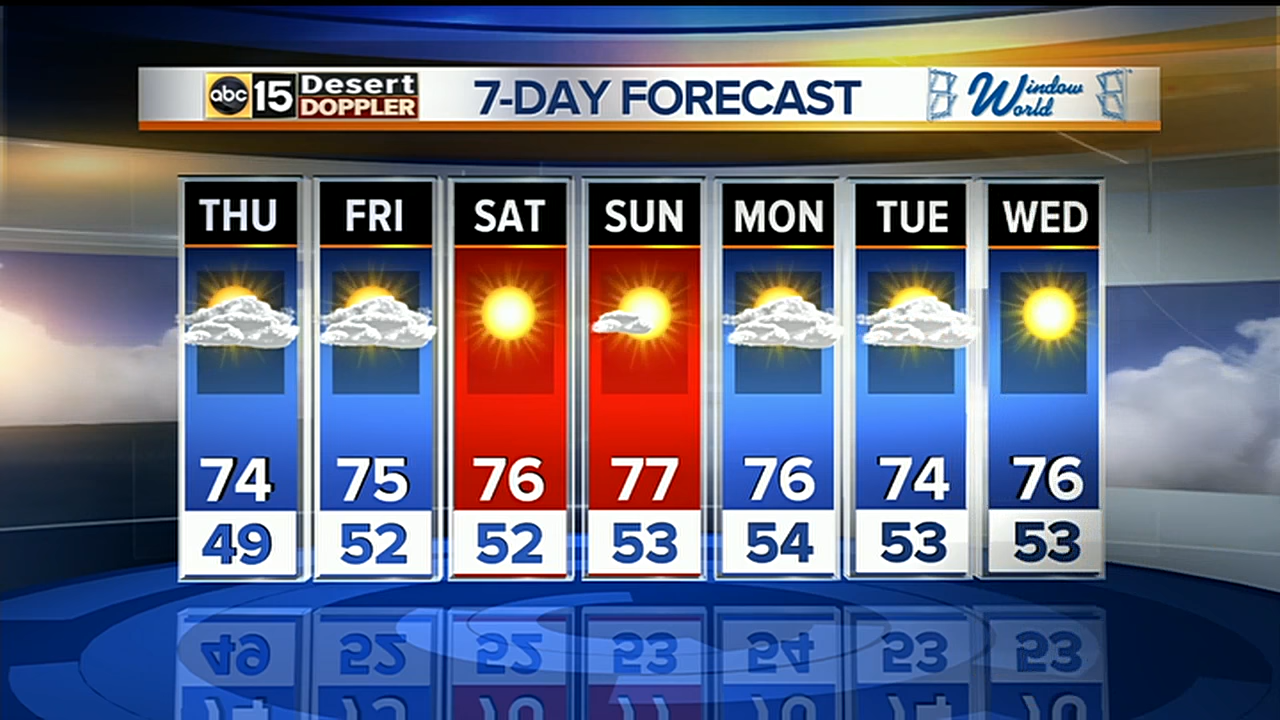 abc 15 Desert DOPPLER 7-DAY FORECAST Window World
THU FRI SAT SUN MON TUE WED
74 75 76 77 76 74 76
49 52 52 53 54 53 53